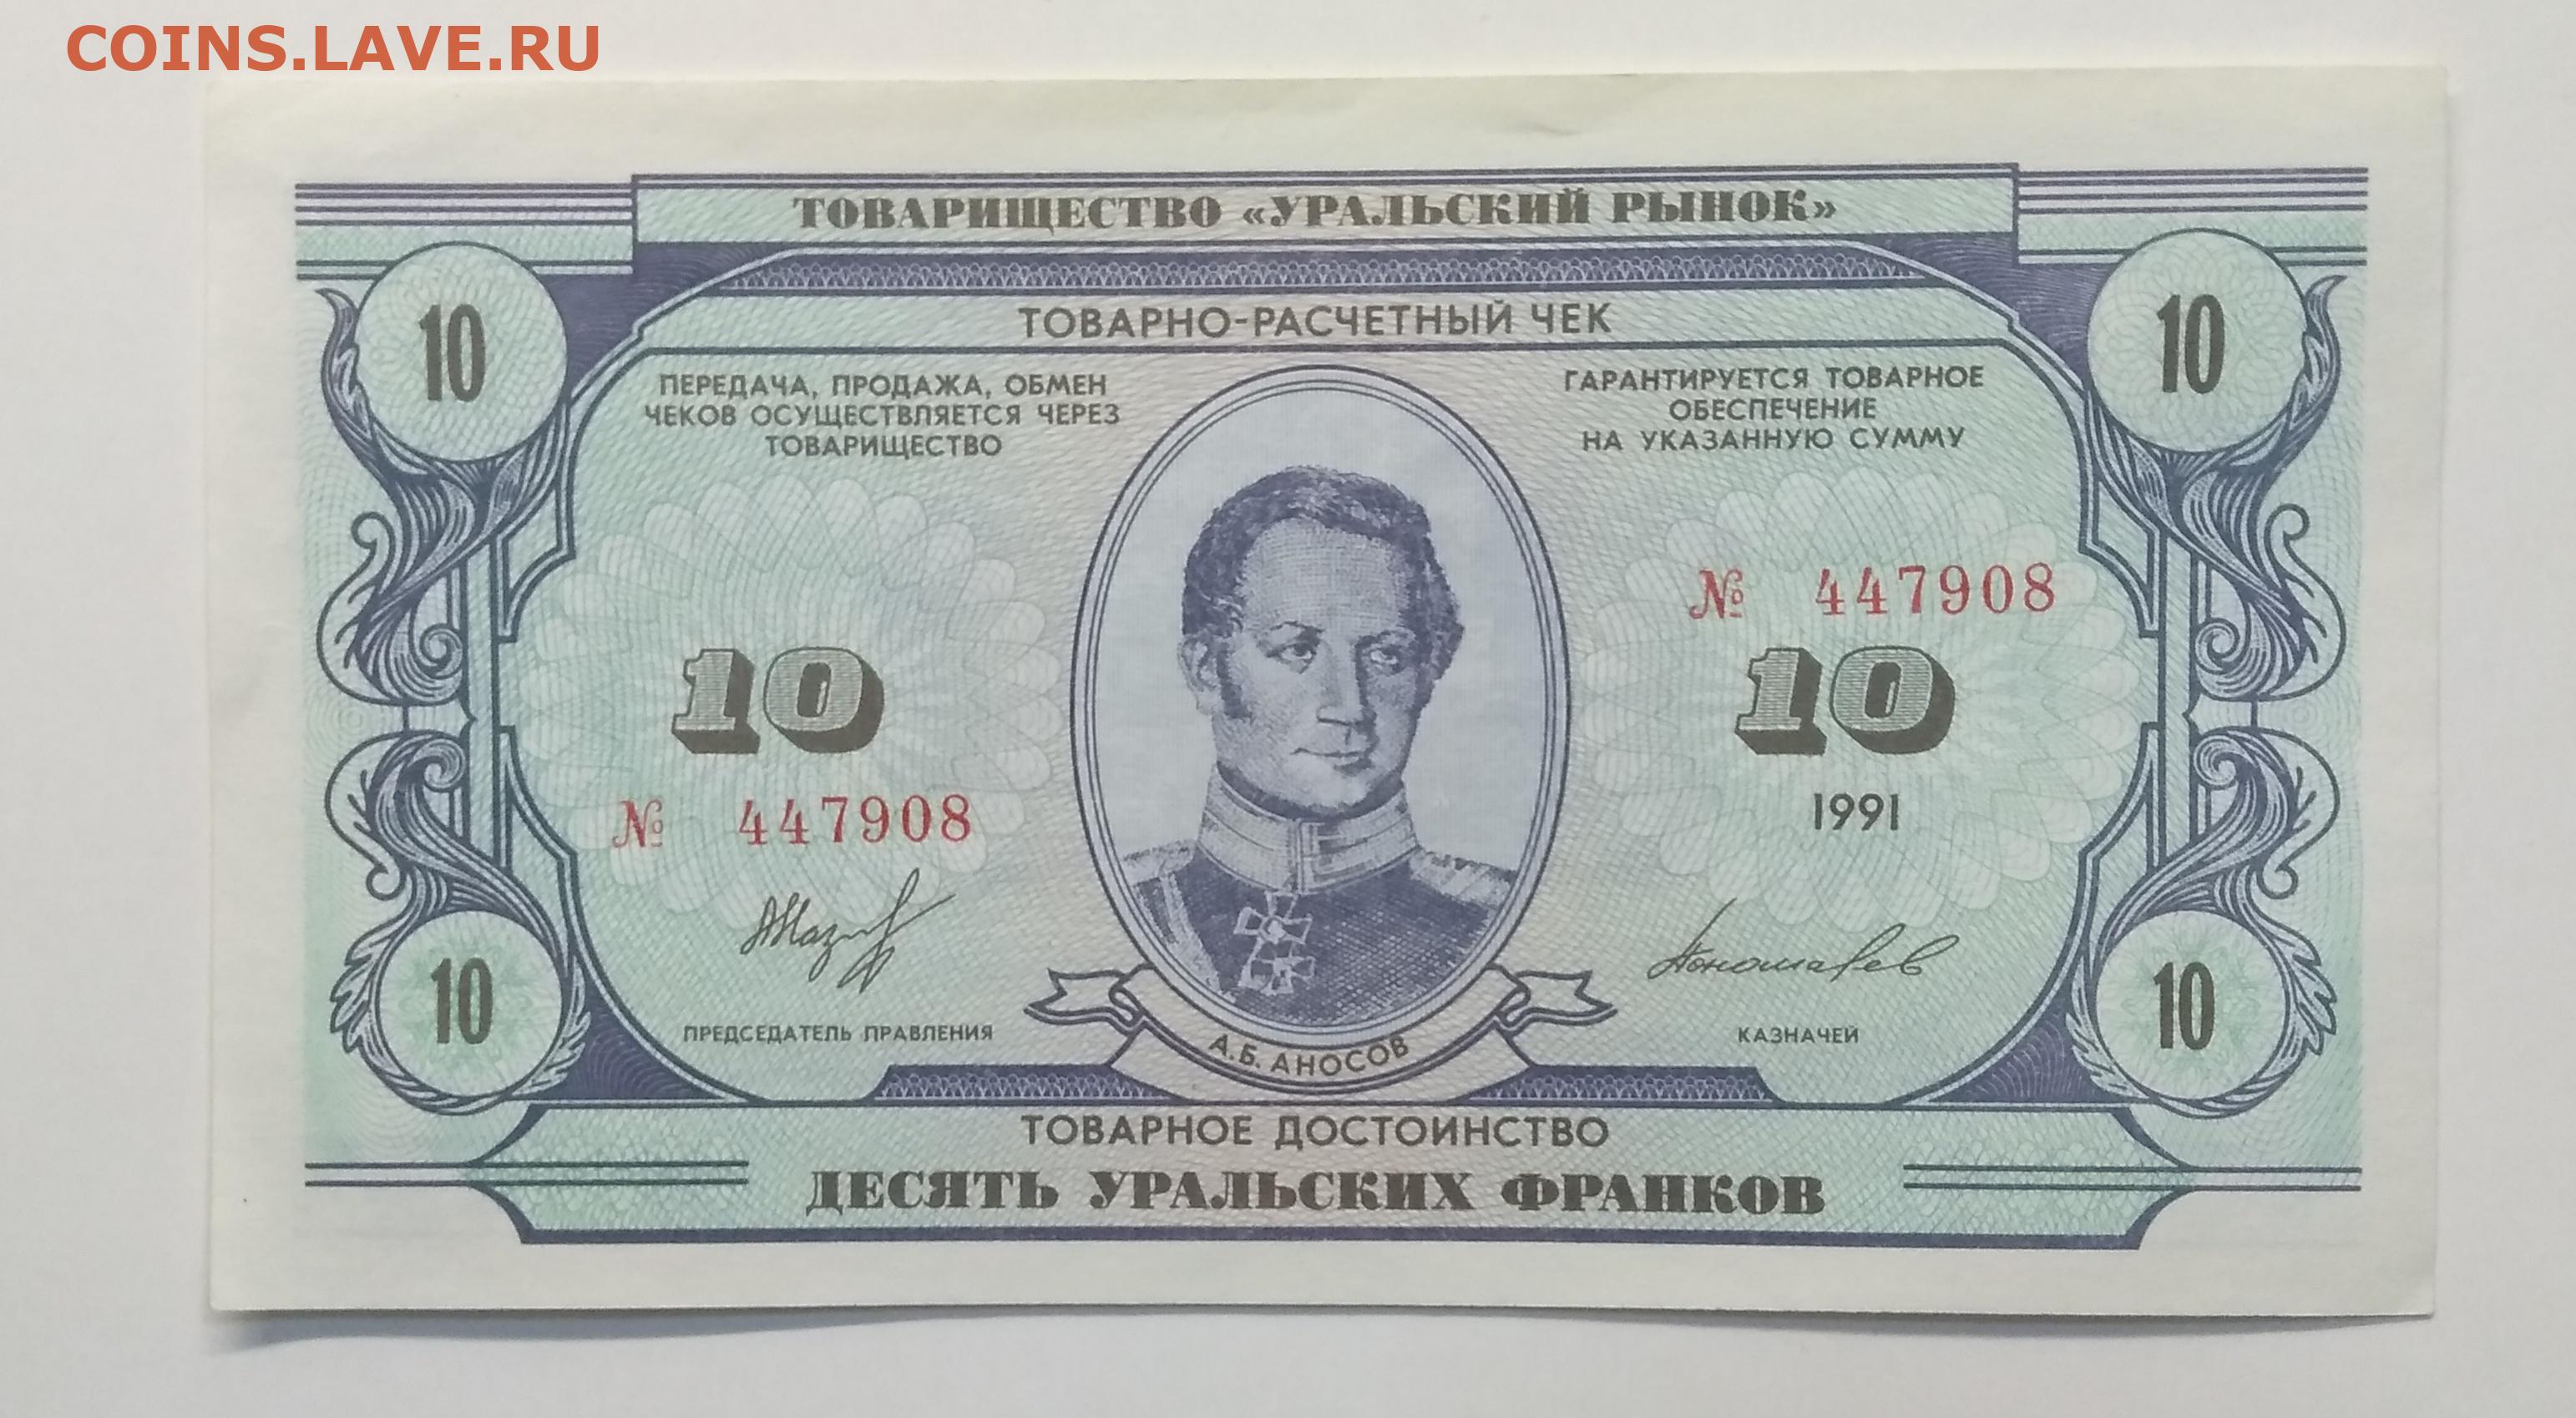 COINS.LAVE.RU
ТОВАРИЩЕСТВО «УРАЛЬСКИЙ РЫНОК»
ТОВАРНО-РАСЧЕТНЫЙ ЧЕК
10
10
ПЕРЕДАЧА, ПРОДАЖА, ОБМЕН
ЧЕКОВ ОСУЩЕСТВЛЯЕТСЯ ЧЕРЕЗ
ТОВАРИЩЕСТВО
ГАРАНТИРУЕТСЯ ТОВАРНОЕ
ОБЕСПЕЧЕНИЕ
НА УКАЗАННУЮ СУММУ
№ 447908
10
10
№ 447908
1991
Пономарев
ПРЕДСЕДАТЕЛЬ ПРАВЛЕНИЯ
КАЗНАЧЕЙ
10
10
А.Б. АНОСОВ
ТОВАРНОЕ ДОСТОИНСТВО
ДЕСЯТЬ УРАЛЬСКИХ ФРАНКОВ